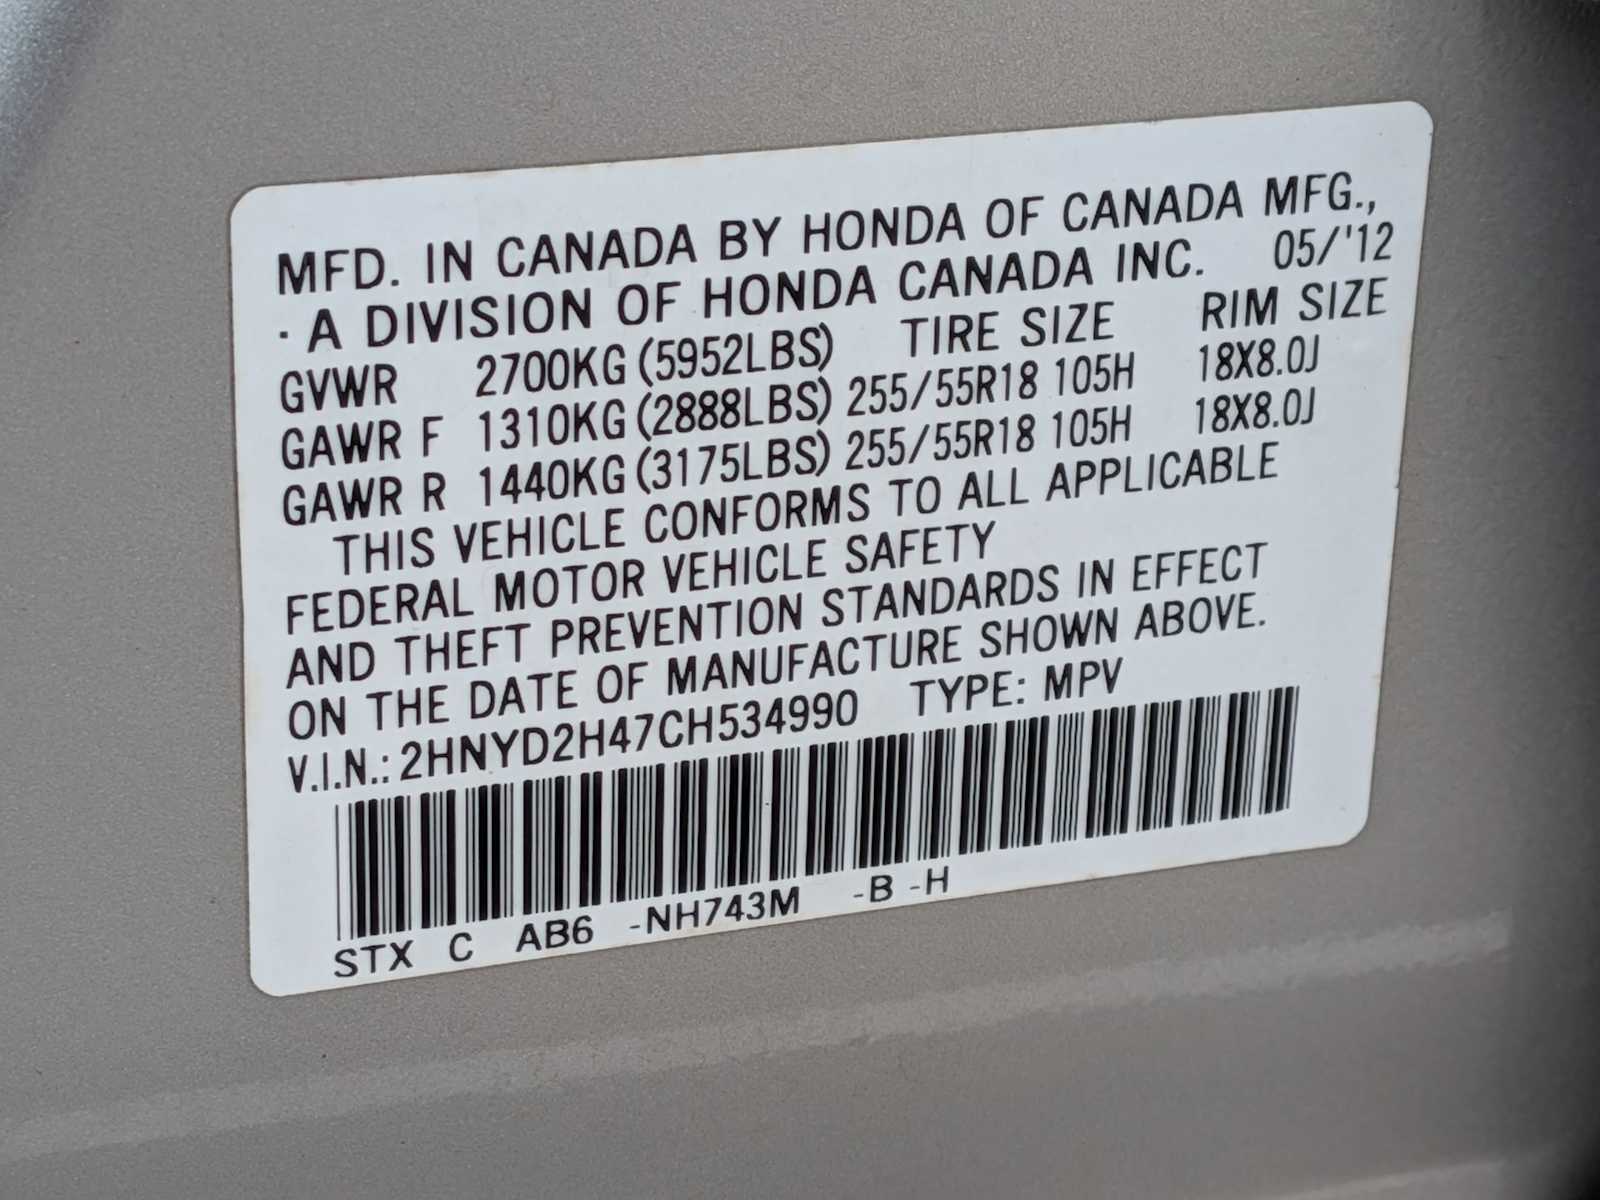 MFD. IN CANADA BY HONDA OF CANADA MFG.,
· A DIVISION OF HONDA CANADA INC. 05/'12
GVWR 2700KG (5952LBS) TIRE SIZE RIM SIZE
GAWR F 1310KG (2888LBS) 255/55R18 105H 18X8.0J
GAWR R 1440KG (3175LBS) 255/55R18 105H 18X8.0J
THIS VEHICLE CONFORMS TO ALL APPLICABLE
FEDERAL MOTOR VEHICLE SAFETY
AND THEFT PREVENTION STANDARDS IN EFFECT
ON THE DATE OF MANUFACTURE SHOWN ABOVE.
V.I.N.: 2HNYD2H47CH534990 TYPE: MPV
STX C AB6 -NH743M -B -H